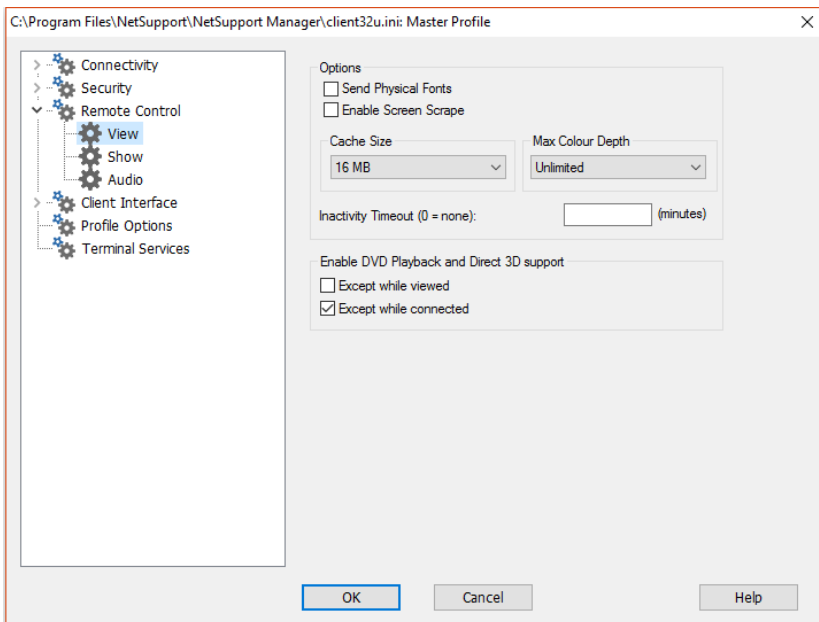 C:\Program Files\NetSupport\NetSupport Manager\client32u.ini: Master Profile
Connectivity
Security
Remote Control
View
Show
Audio
Client Interface
Profile Options
Terminal Services
Options
Send Physical Fonts
Enable Screen Scrape
Cache Size
16 MB
Max Colour Depth
Unlimited
Inactivity Timeout (0 = none): (minutes)
Enable DVD Playback and Direct 3D support
Except while viewed
Except while connected
OK Cancel Help